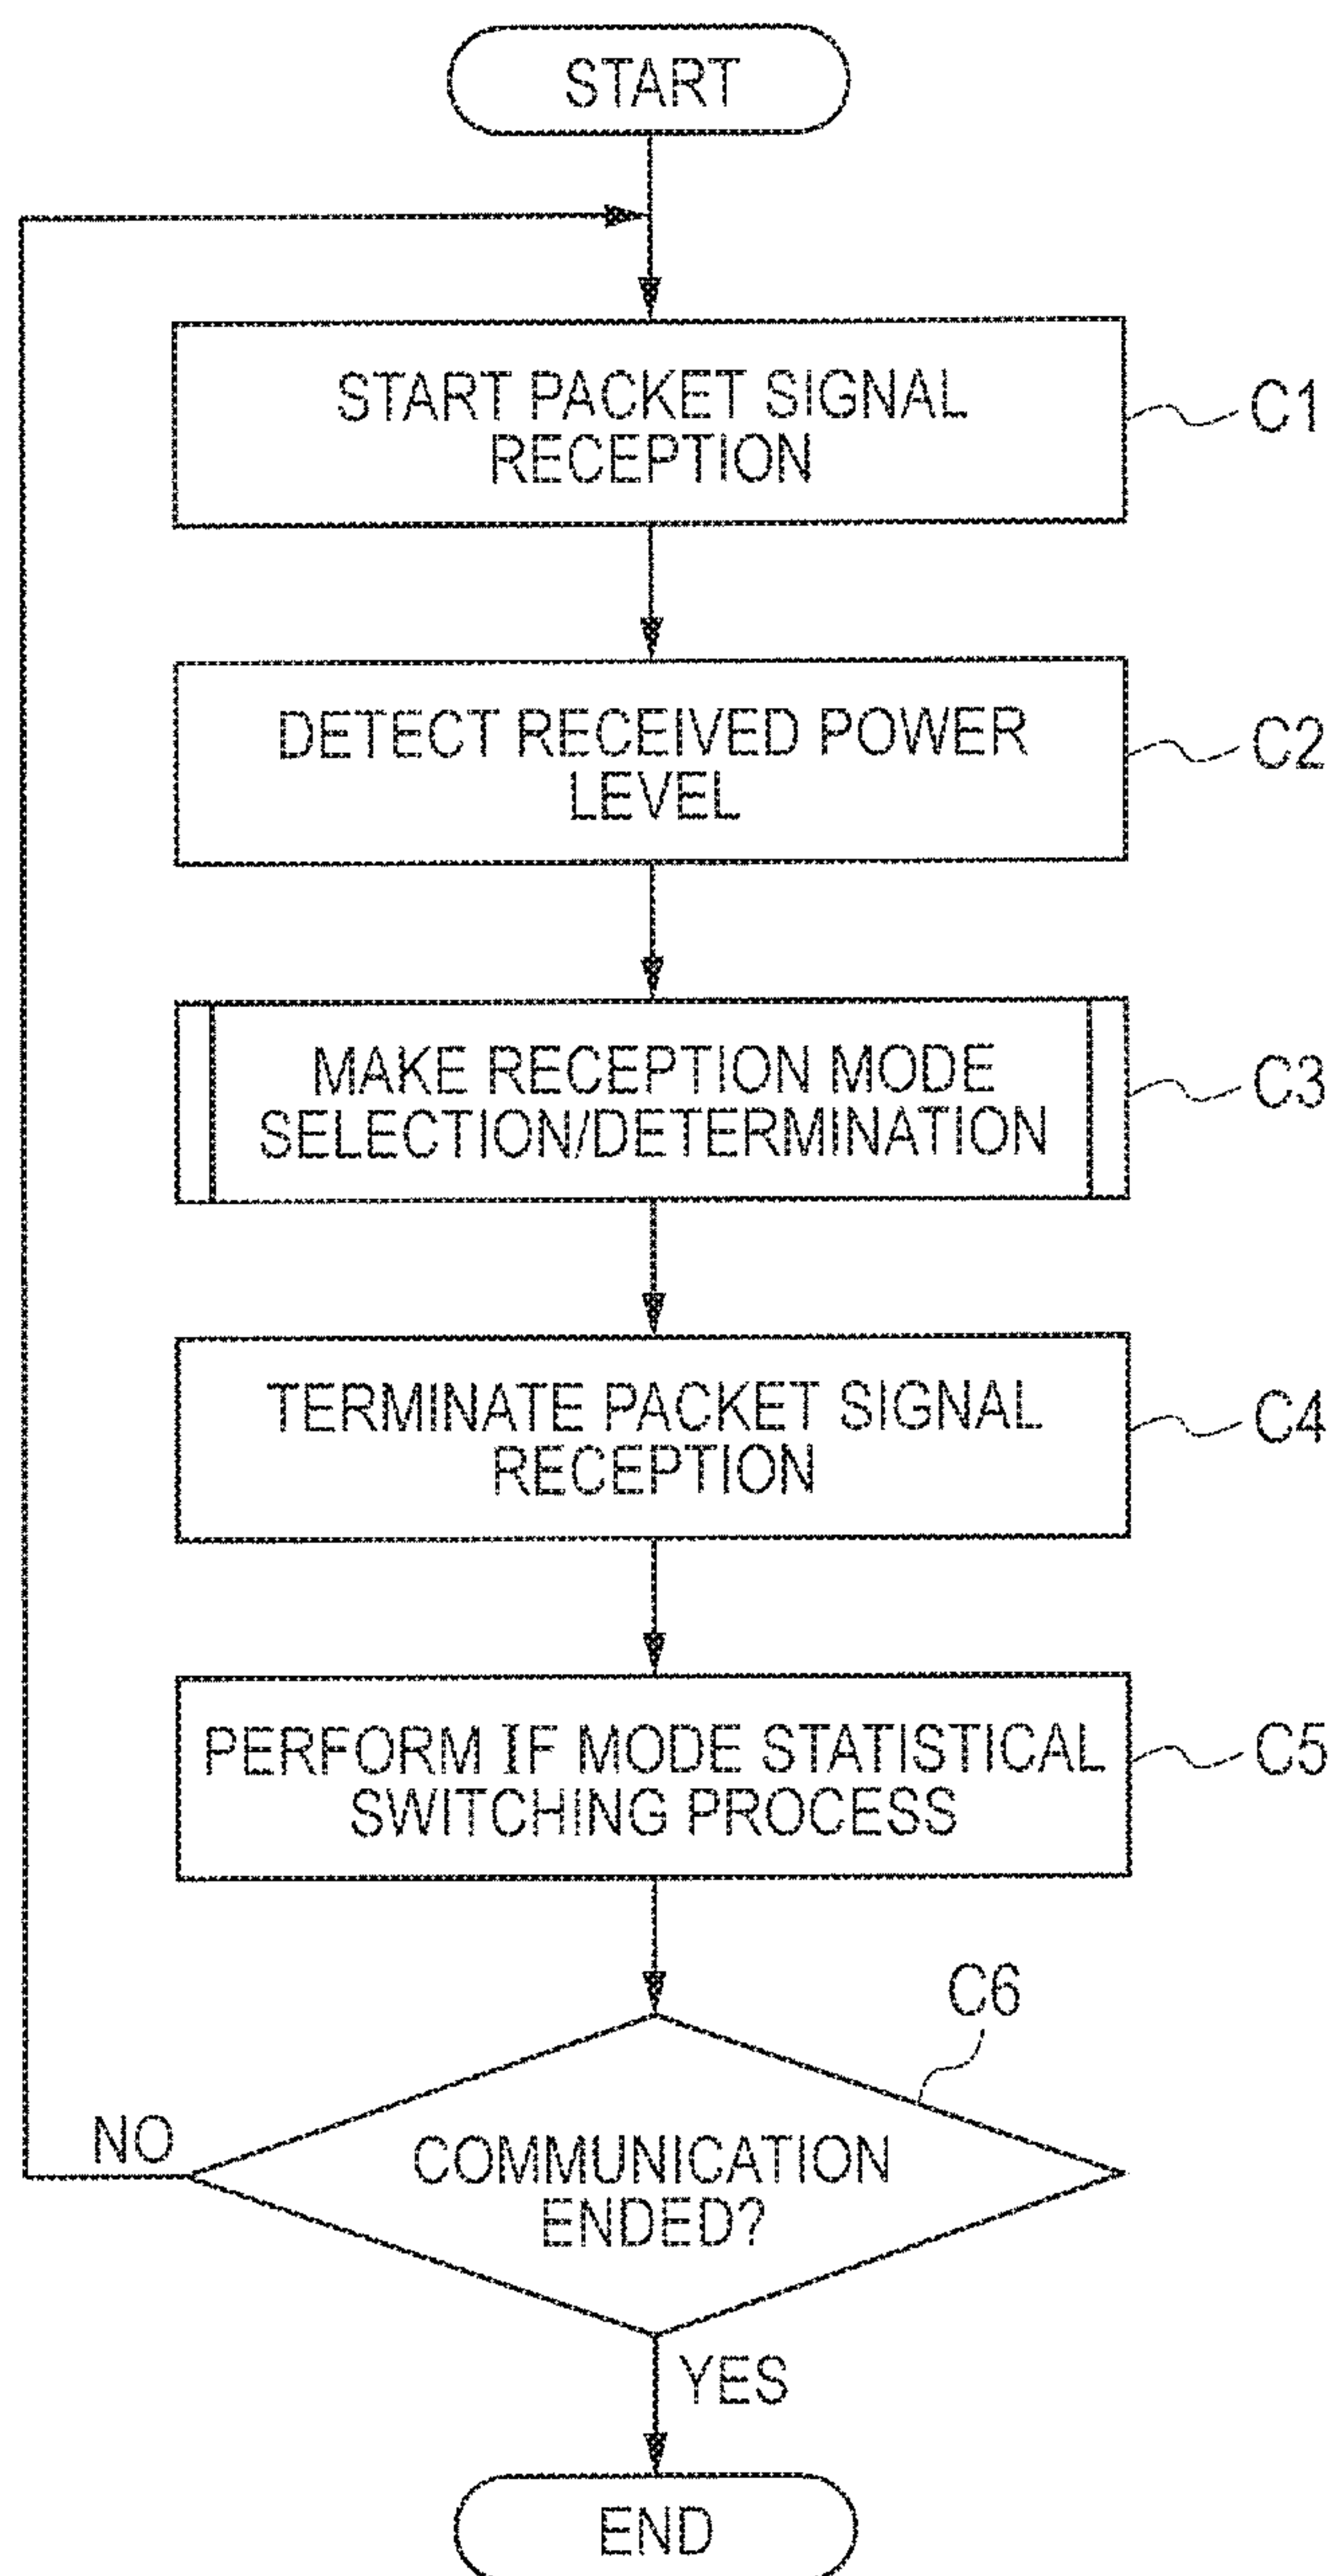 START
START PACKET SIGNAL
RECEPTION
C1
DETECT RECEIVED POWER
LEVEL
C2
MAKE RECEPTION MODE
SELECTION/DETERMINATION
C3
TERMINATE PACKET SIGNAL
RECEPTION
C4
PERFORM IF MODE STATISTICAL
SWITCHING PROCESS
C5
C6
NO
COMMUNICATION
ENDED?
YES
END